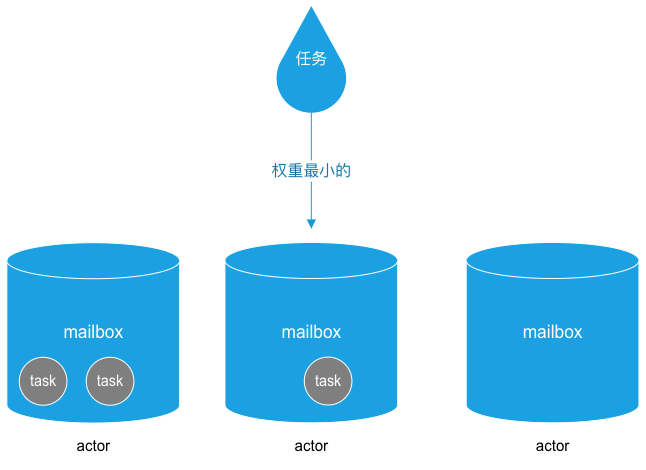 任务
权重最小的
mailbox
mailbox
mailbox
task
task
task
actor
actor
actor